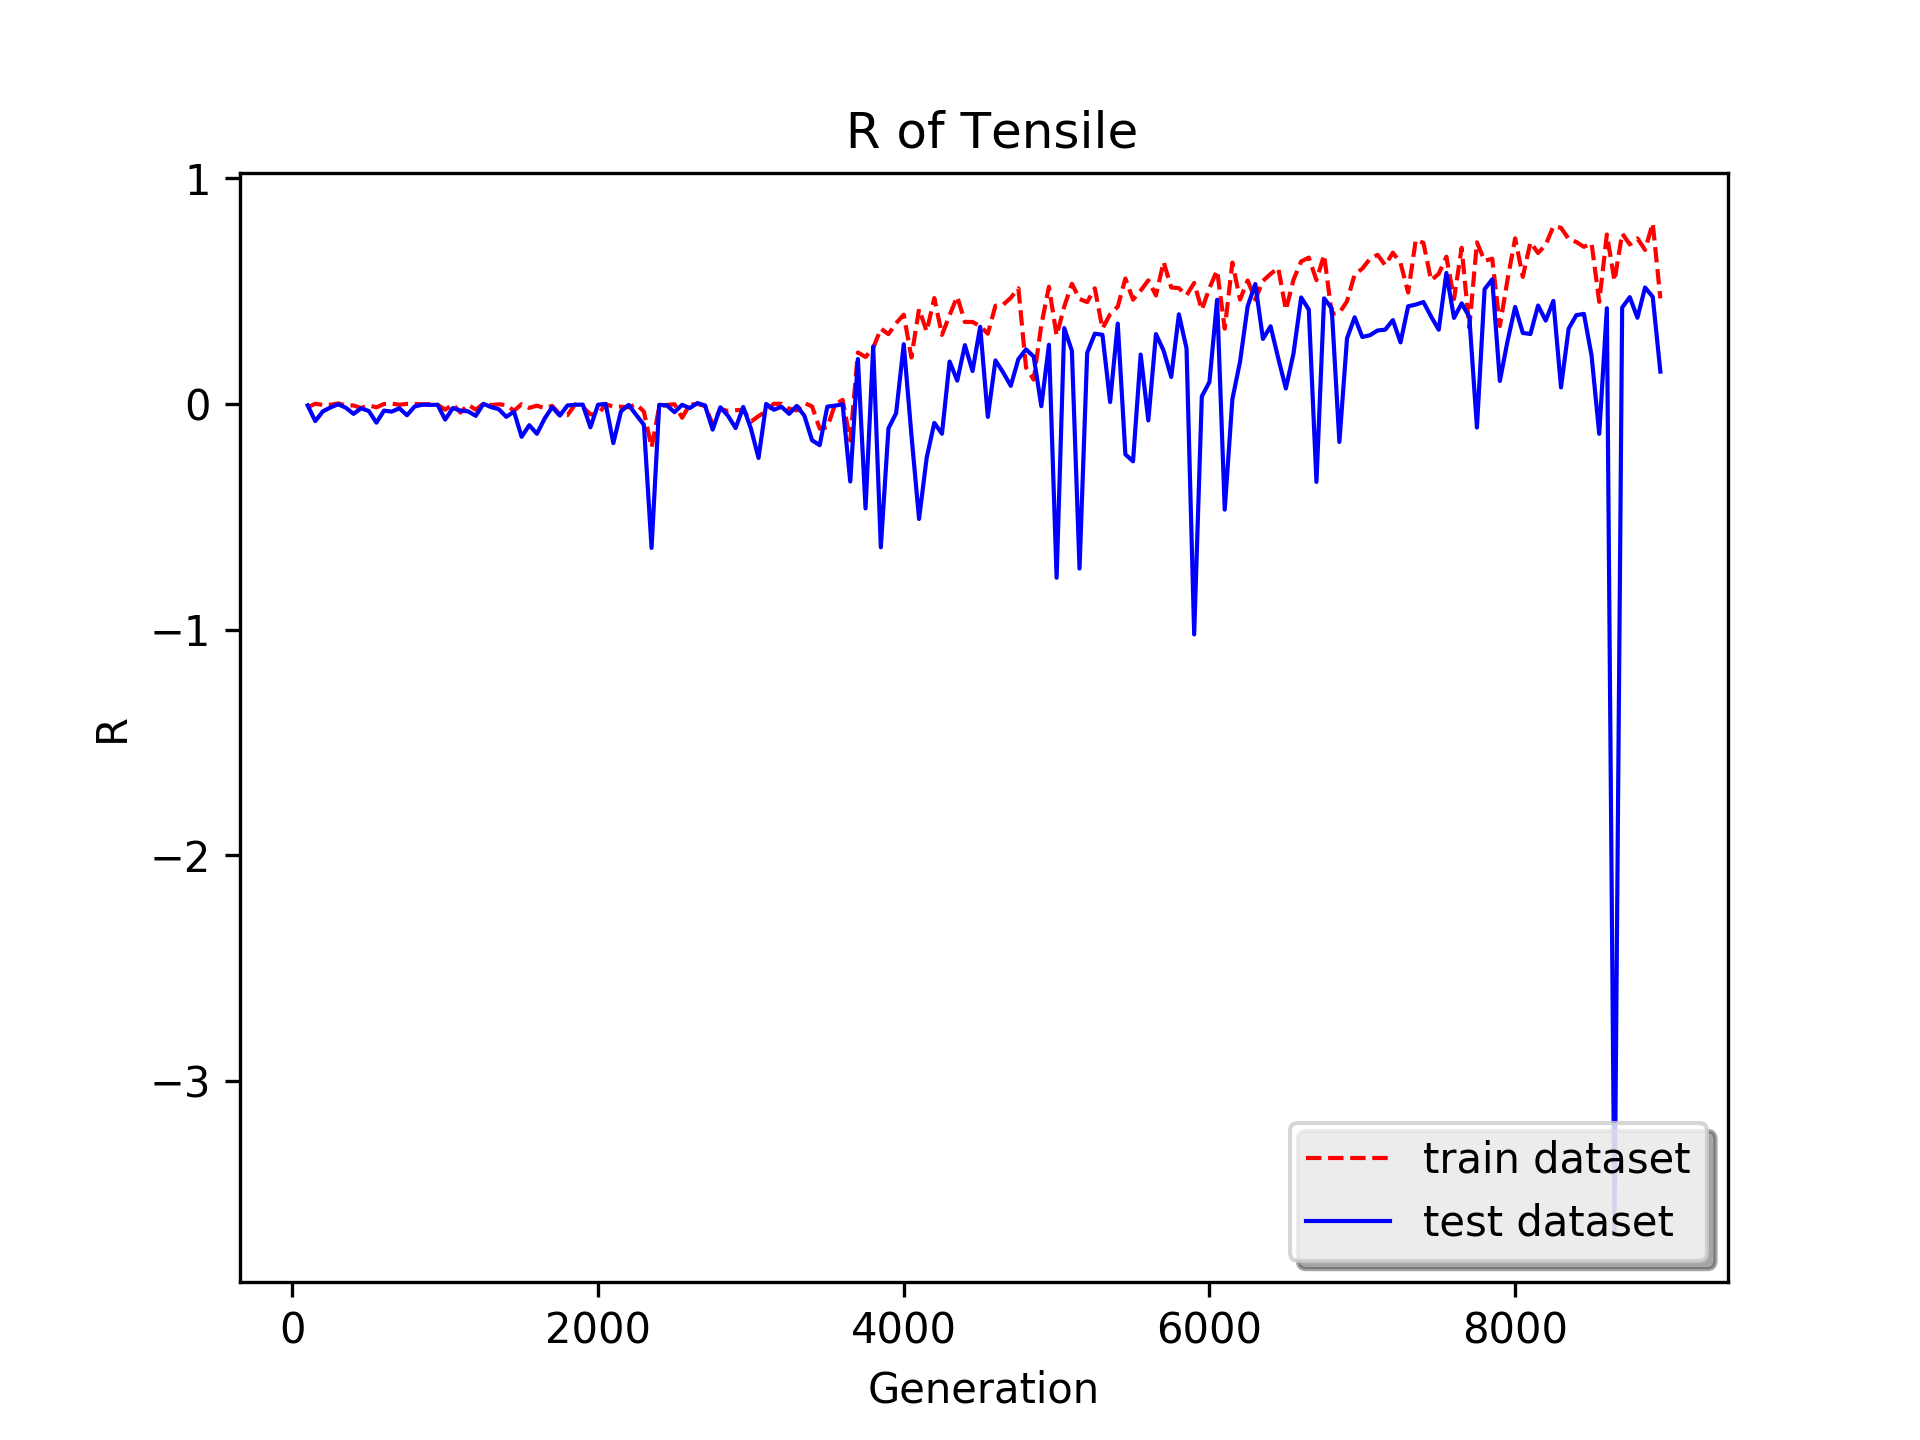 R of Tensile
1
0
−1
−2
−3
R
train dataset
test dataset
0 2000 4000 6000 8000
Generation